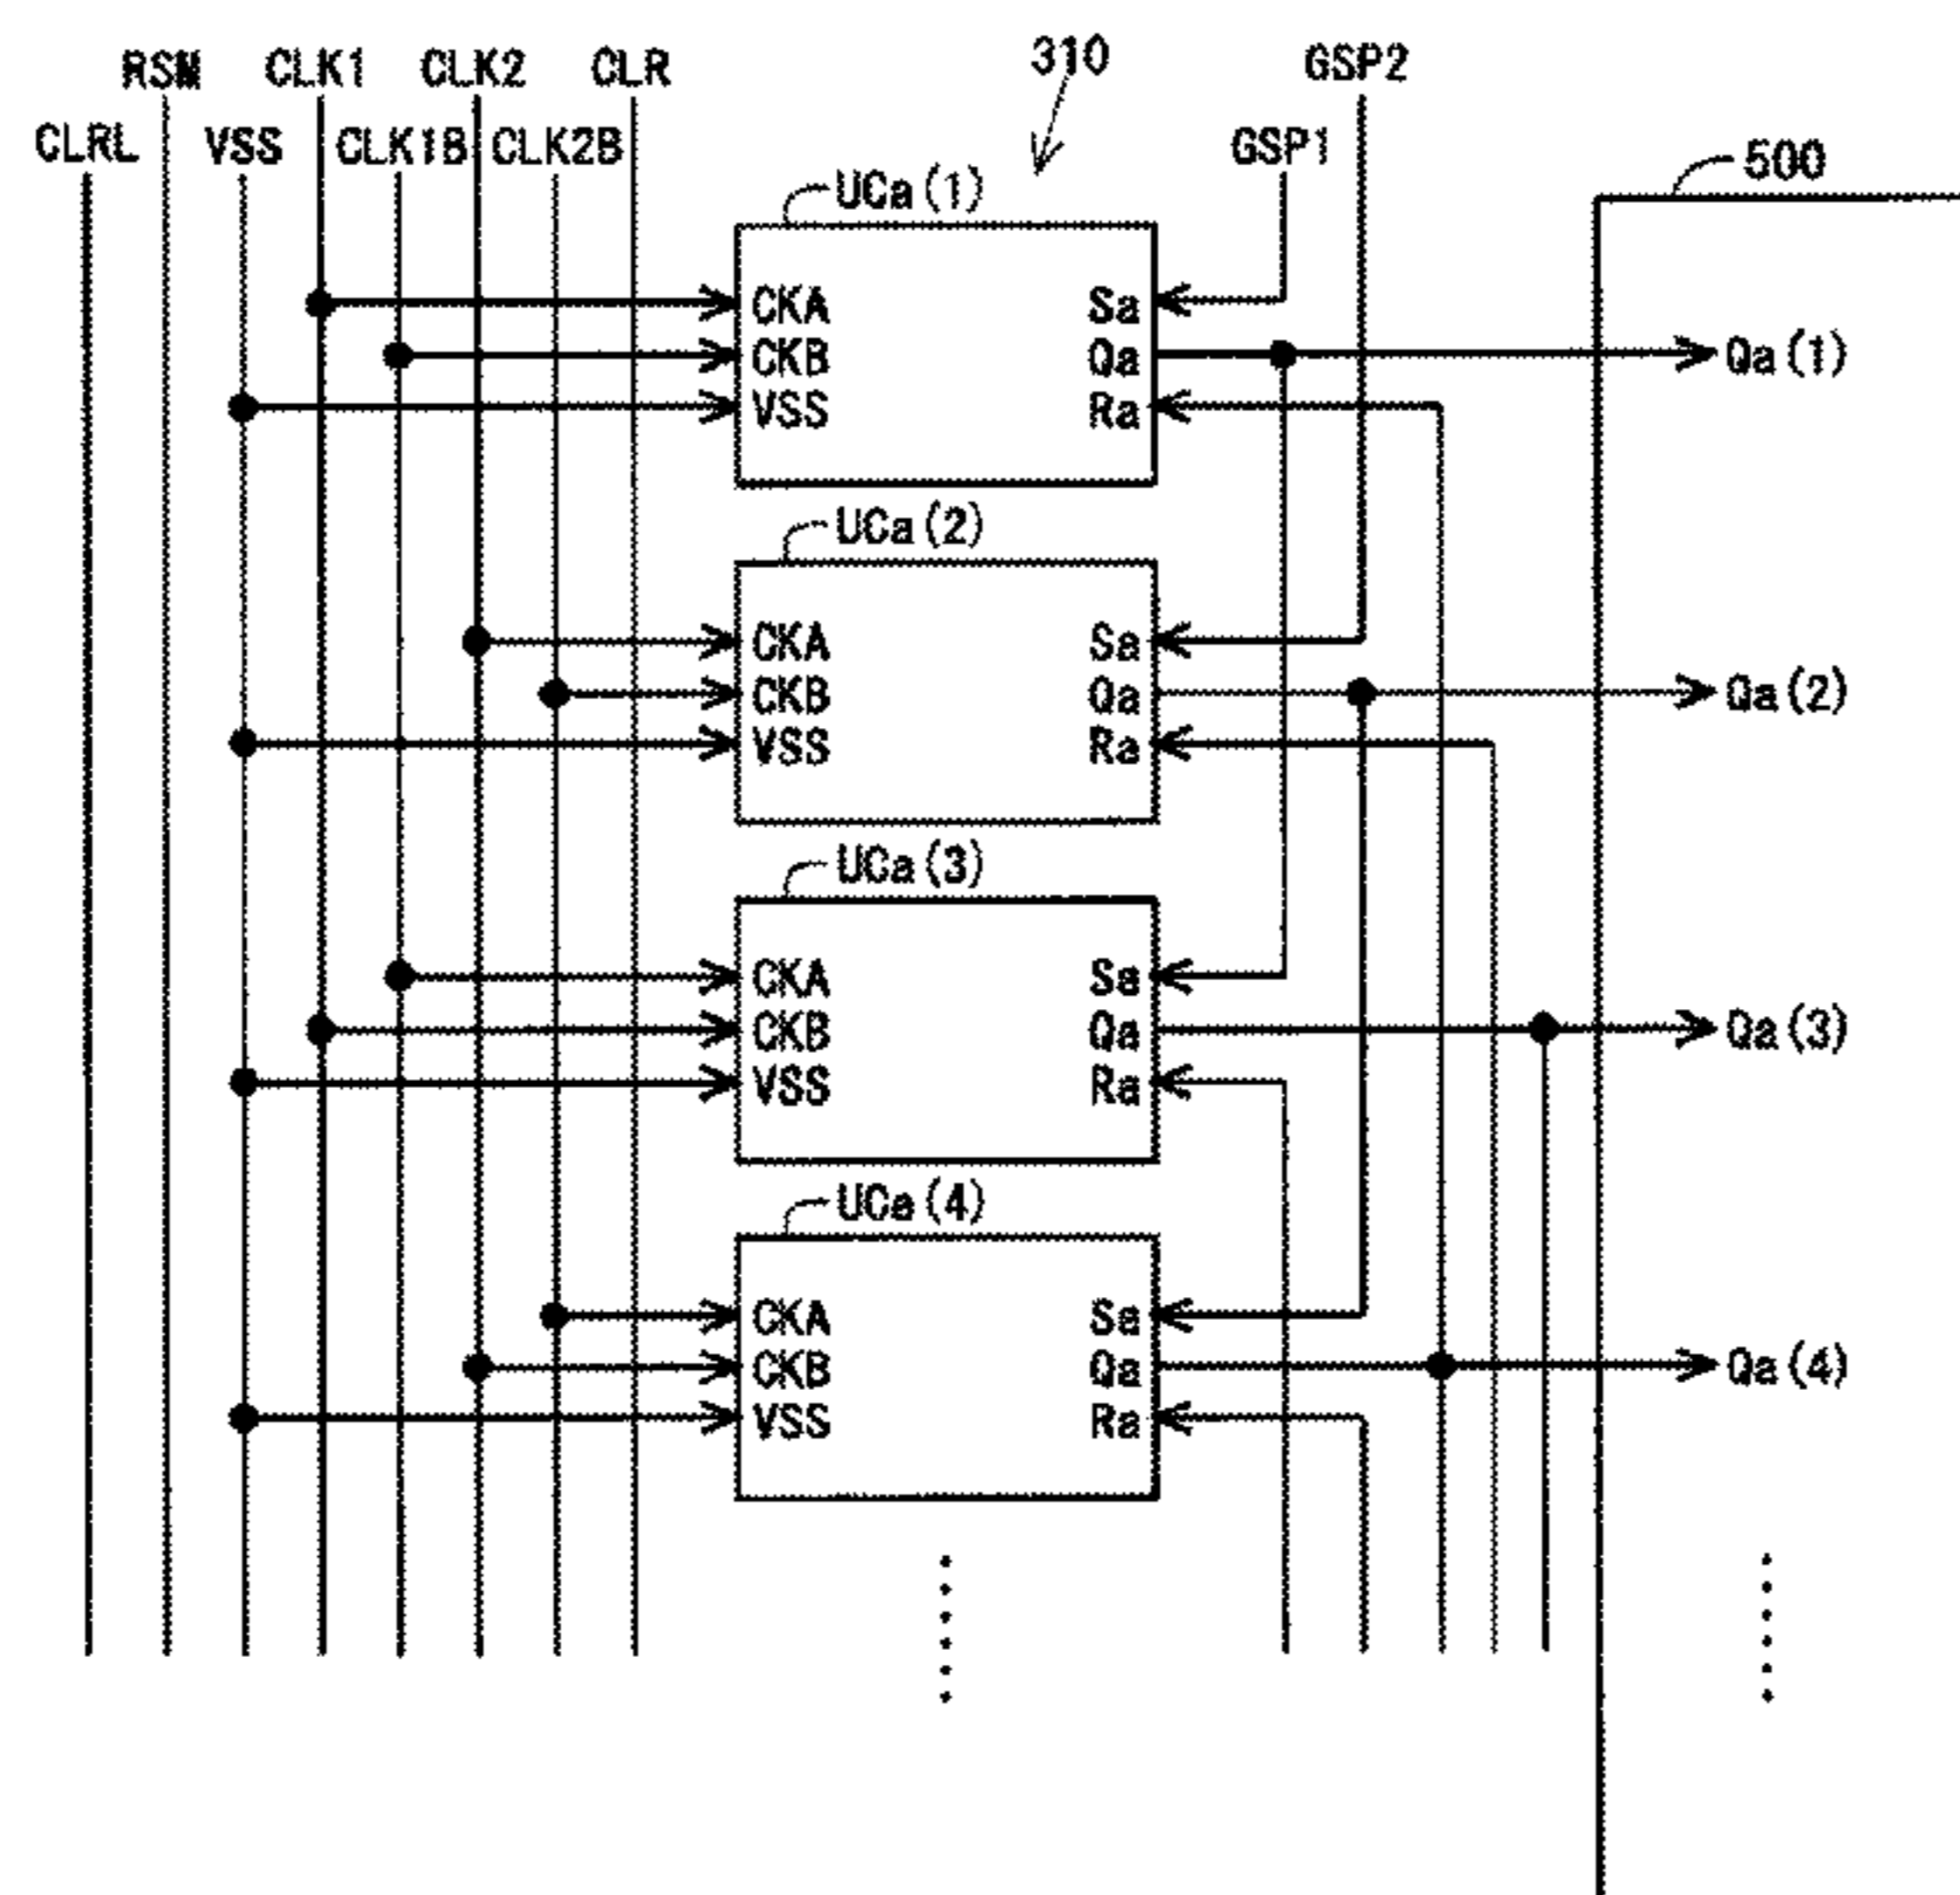 RSM CLK1 CLK2 CLR 310 GSP2
CLRL VSS CLK1B CLK2B GSP1 500
UCa(1)
CKA Sa
CKB Qa Qa(1)
VSS Ra
UCa(2)
CKA Sa
CKB Qa Qa(2)
VSS Ra
UCa(3)
CKA Sa
CKB Qa Qa(3)
VSS Ra
UCa(4)
CKA Sa
CKB Qa Qa(4)
VSS Ra